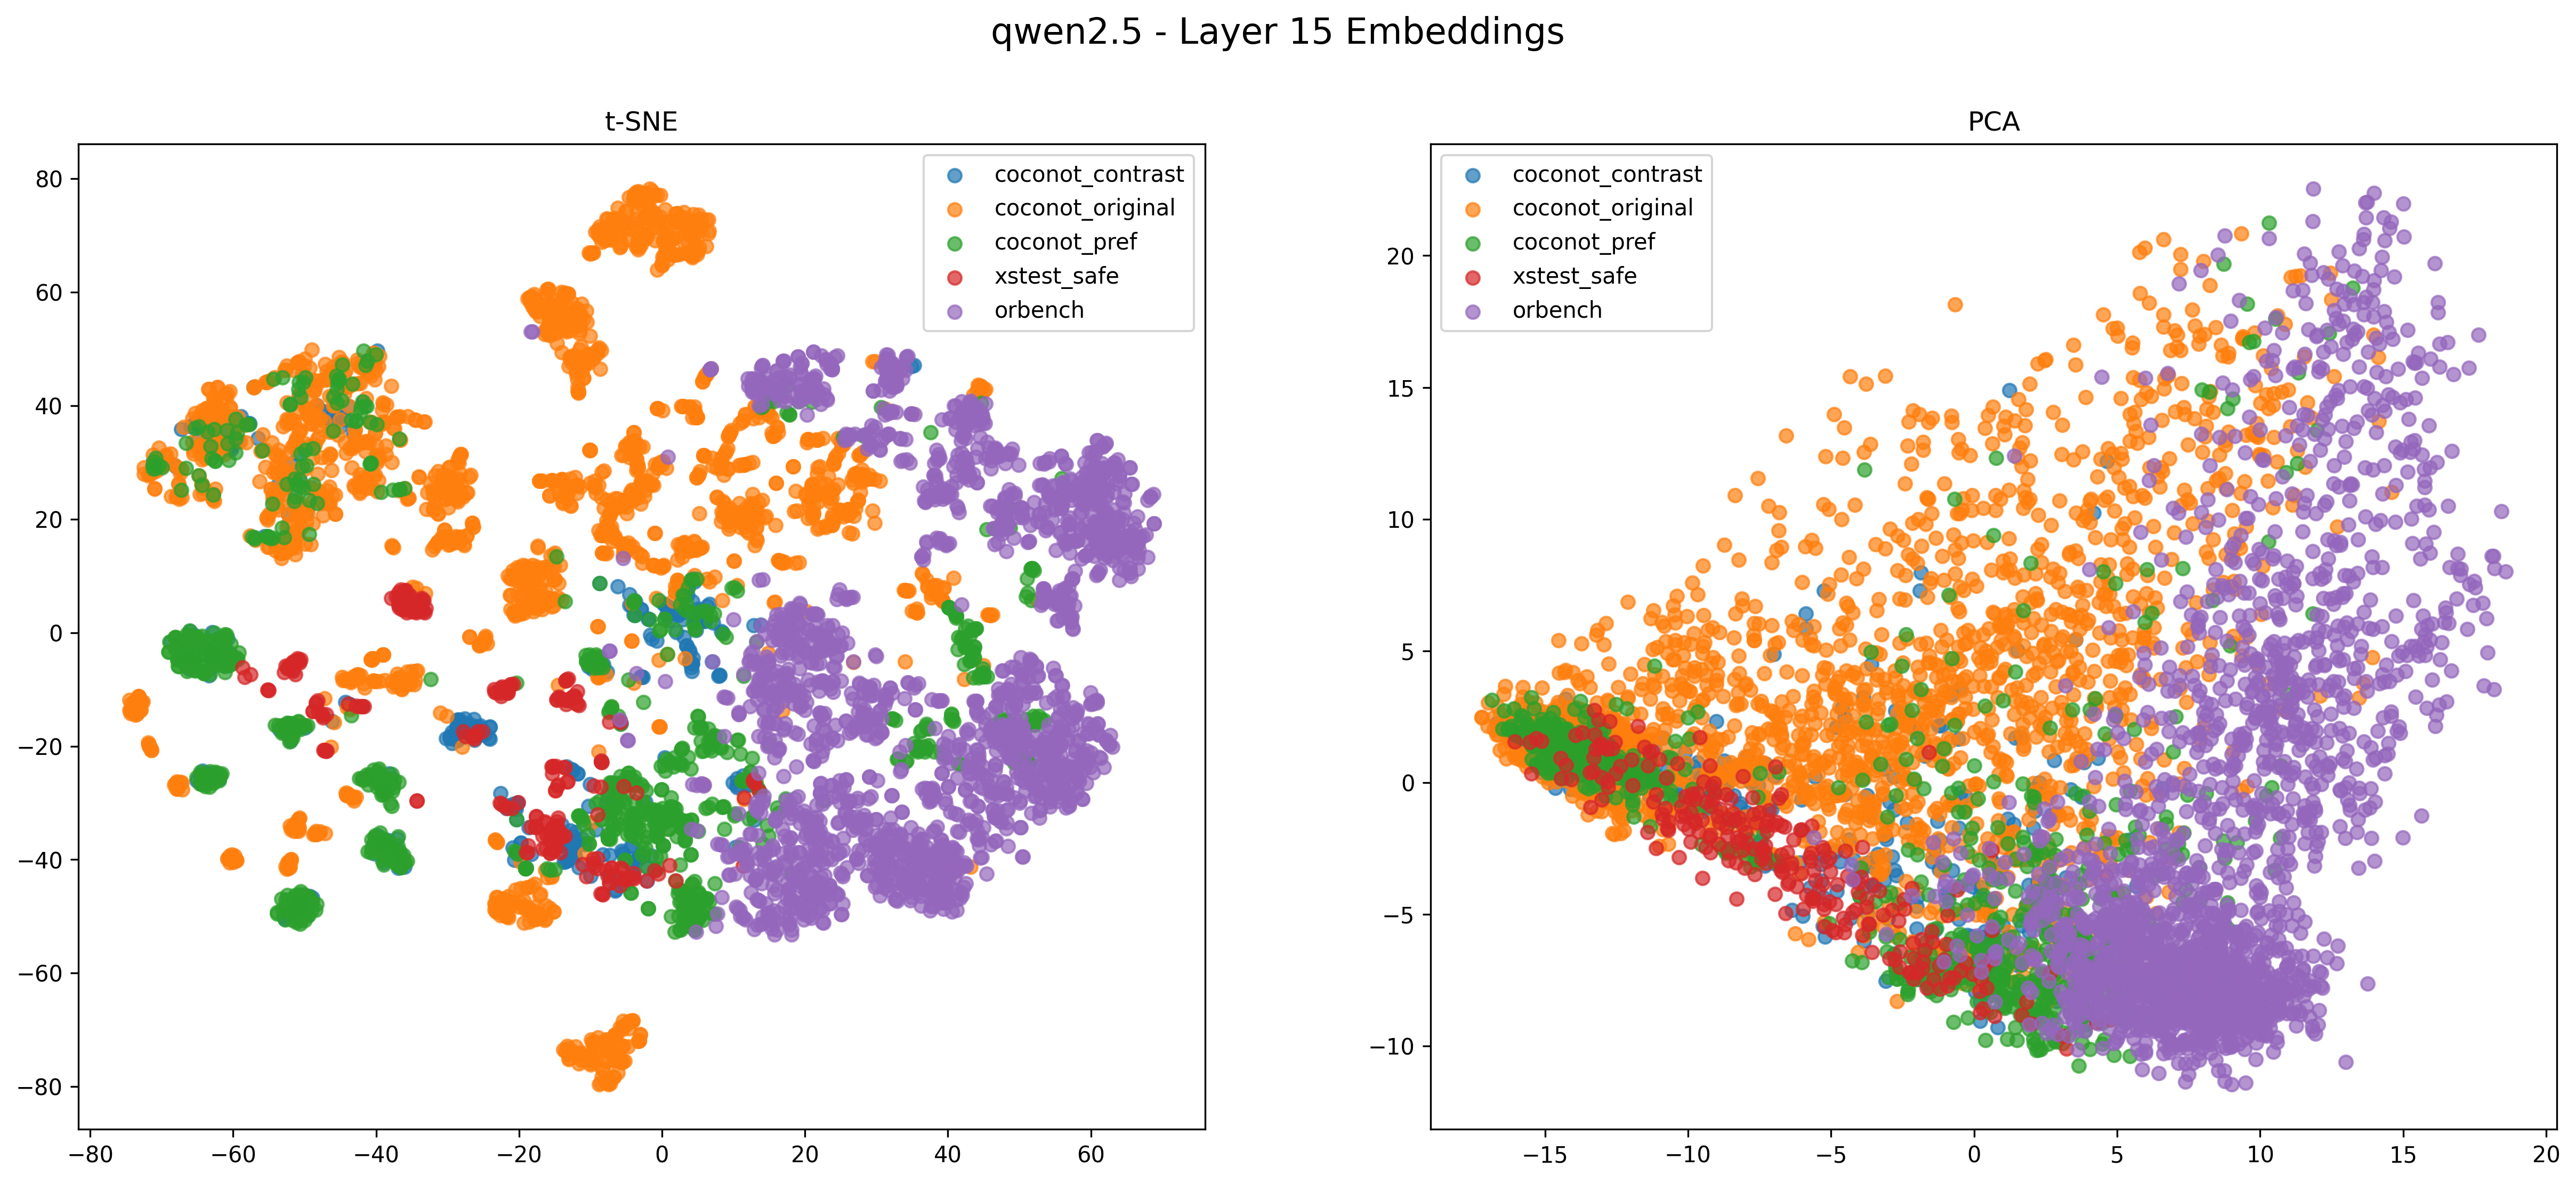 qwen2.5 - Layer 15 Embeddings
t-SNE
coconot_contrast
coconot_original
coconot_pref
xstest_safe
orbench
80
60
40
20
0
−20
−40
−60
−80
−80
−60
−40
−20
0
20
40
60
PCA
coconot_contrast
coconot_original
coconot_pref
xstest_safe
orbench
20
15
10
5
0
−5
−10
−15
−10
−5
0
5
10
15
20